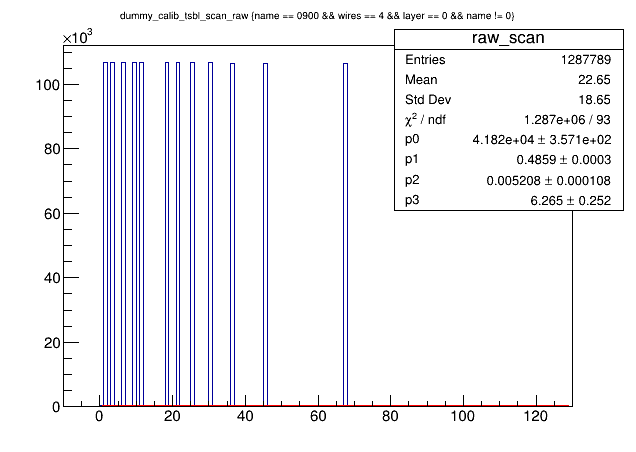 dummy_calib_tsbl_scan_raw {name == 0900 && wires == 4 && layer == 0 && name != 0}
×10³
raw_scan
Entries 1287789
Mean 22.65
Std Dev 18.65
χ² / ndf 1.287e+06 / 93
p0 4.182e+04 ± 3.571e+02
p1 0.4859 ± 0.0003
p2 0.005208 ± 0.000108
p3 6.265 ± 0.252
100
80
60
40
20
0
0 20 40 60 80 100 120